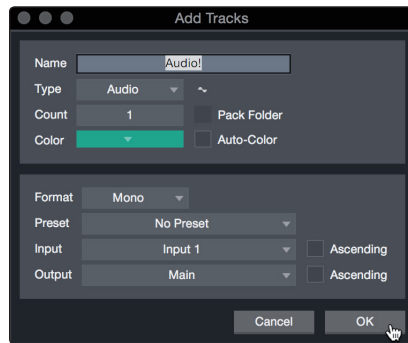 Add Tracks
Name Audio!
Type Audio
Count 1 Pack Folder
Color Auto-Color
Format Mono
Preset No Preset
Input Input 1 Ascending
Output Main Ascending
Cancel OK